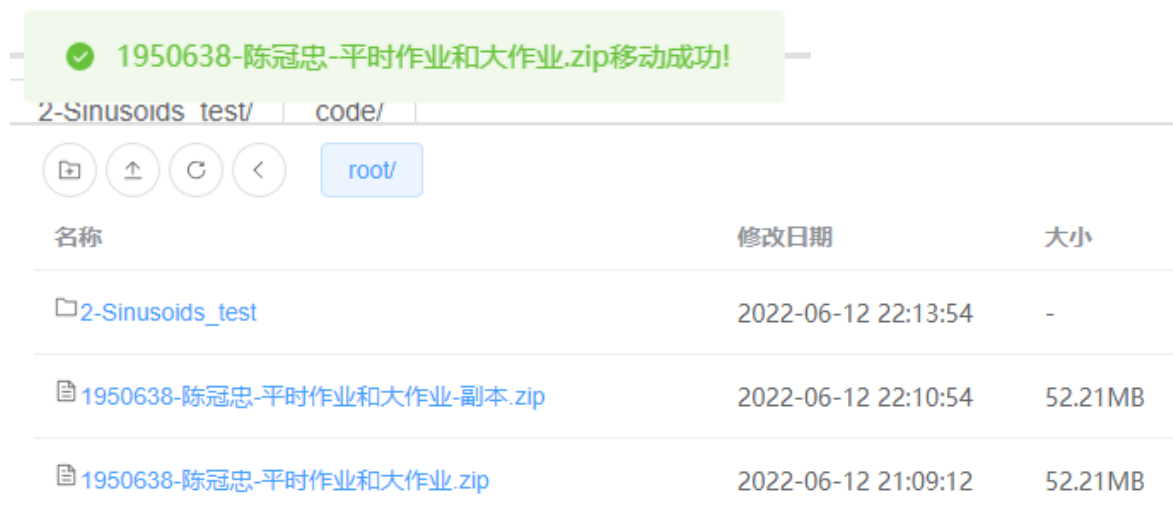 1950638-陈冠忠-平时作业和大作业.zip移动成功!
2-Sinusoids_test/ code/
root/
名称 修改日期 大小
2-Sinusoids_test 2022-06-12 22:13:54 -
1950638-陈冠忠-平时作业和大作业-副本.zip 2022-06-12 22:10:54 52.21MB
1950638-陈冠忠-平时作业和大作业.zip 2022-06-12 21:09:12 52.21MB